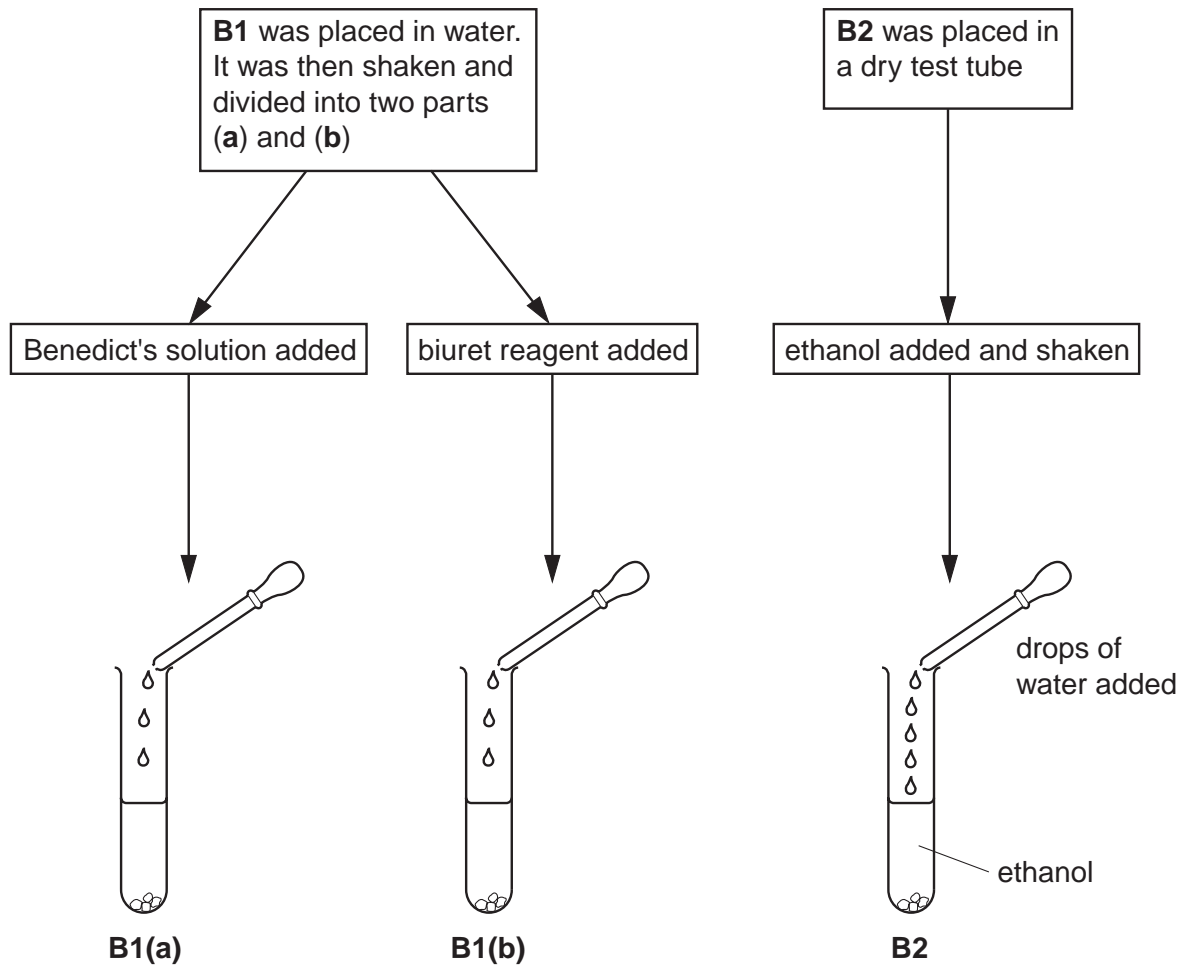 B1 was placed in water.
It was then shaken and
divided into two parts
(a) and (b)
B2 was placed in
a dry test tube
Benedict's solution added
biuret reagent added
ethanol added and shaken
drops of
water added
ethanol
B1(a)
B1(b)
B2